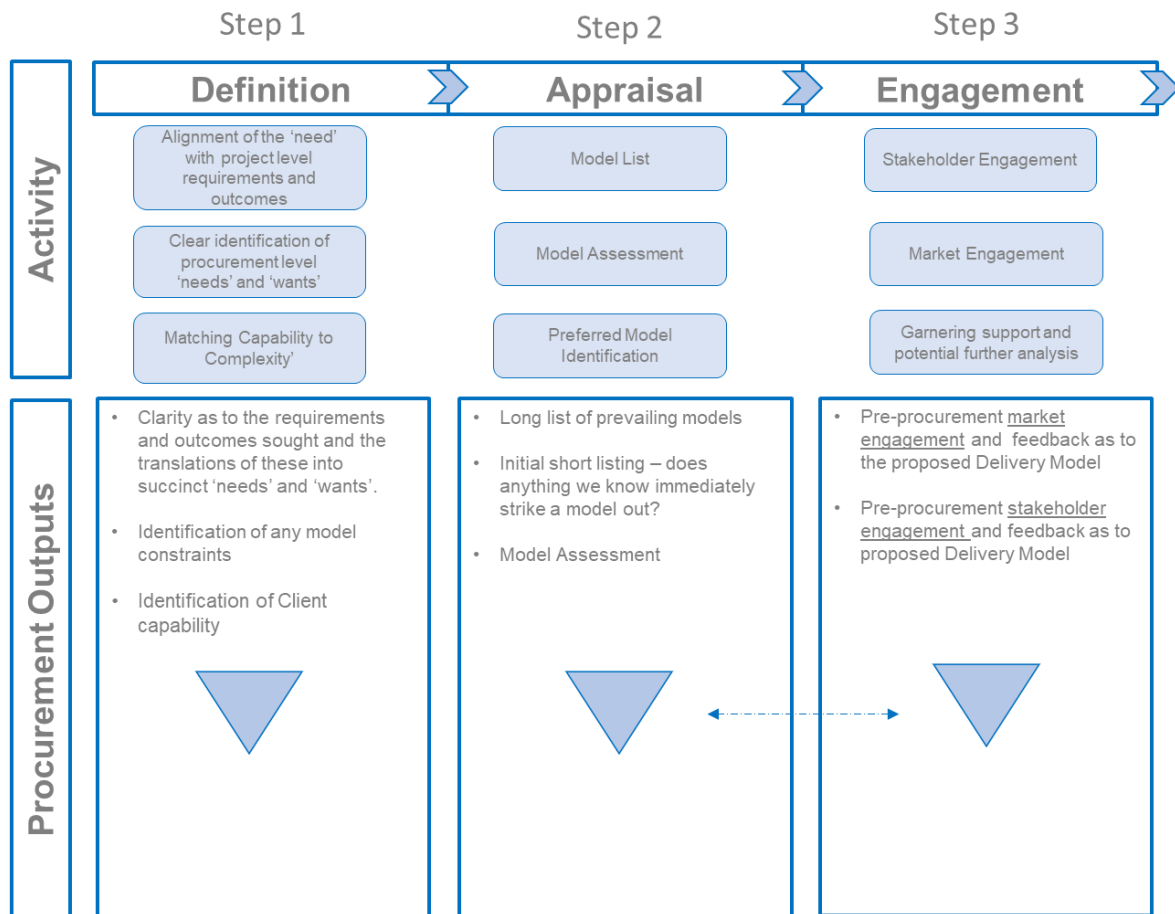 Step 1
Step 2
Step 3
Definition
Appraisal
Engagement
Activity
Alignment of the ‘need’
with project level
requirements and
outcomes
Model List
Stakeholder Engagement
Clear identification of
procurement level
‘needs’ and ‘wants’
Model Assessment
Market Engagement
Matching Capability to
Complexity’
Preferred Model
Identification
Garnering support and
potential further analysis
Procurement Outputs
• Clarity as to the requirements
and outcomes sought and the
translations of these into
succinct ‘needs’ and ‘wants’.
• Identification of any model
constraints
• Identification of Client
capability
• Long list of prevailing models
• Initial short listing – does
anything we know immediately
strike a model out?
• Model Assessment
• Pre-procurement market
engagement and feedback as to
the proposed Delivery Model
• Pre-procurement stakeholder
engagement and feedback as to
proposed Delivery Model